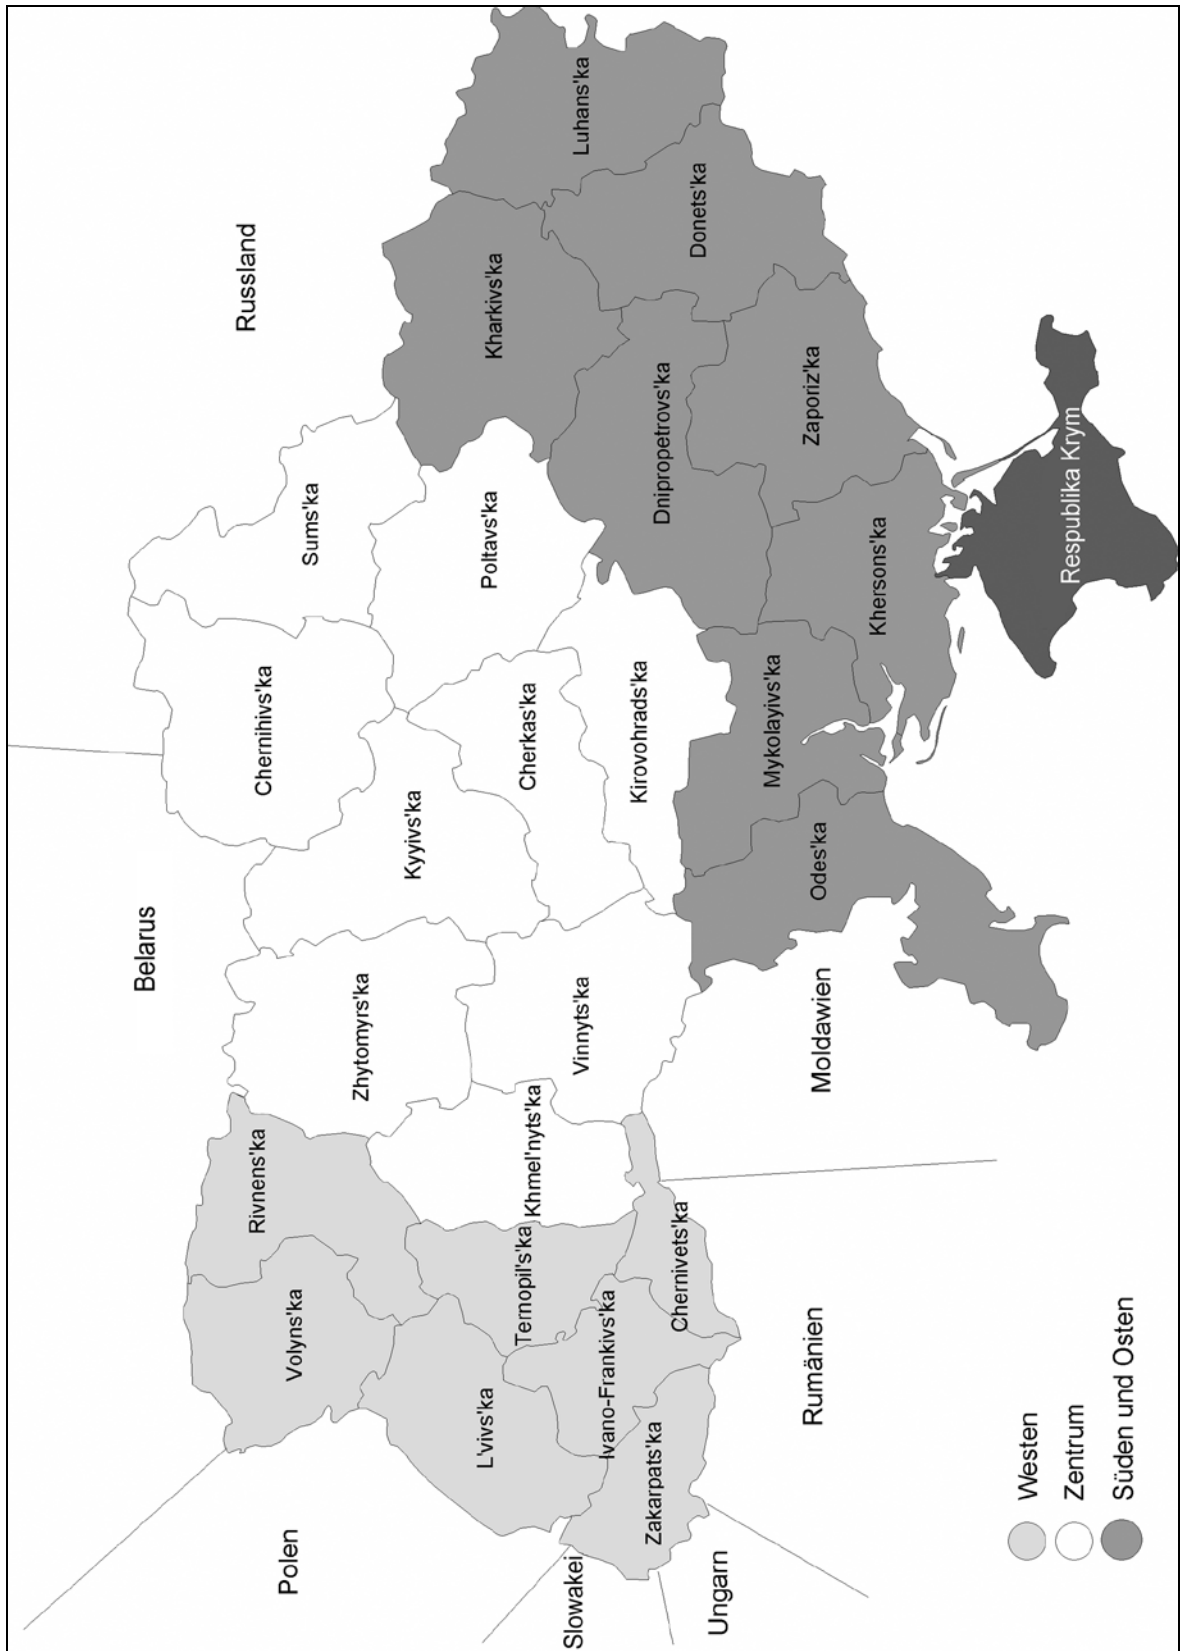 Russland
Belarus
Polen
Slowakei
Ungarn
Rumänien
Moldawien
Volyns'ka
Rivnens'ka
Zhytomyrs'ka
Kyyivs'ka
Chernihivs'ka
Sums'ka
L'vivs'ka
Ternopil's'ka
Khmel'nyts'ka
Vinnyts'ka
Cherkas'ka
Poltavs'ka
Kharkivs'ka
Luhans'ka
Zakarpats'ka
Ivano-Frankivs'ka
Chernivets'ka
Kirovohrads'ka
Dnipropetrovs'ka
Donets'ka
Odes'ka
Mykolayivs'ka
Khersons'ka
Zaporiz'ka
Respublika Krym
Westen
Zentrum
Süden und Osten